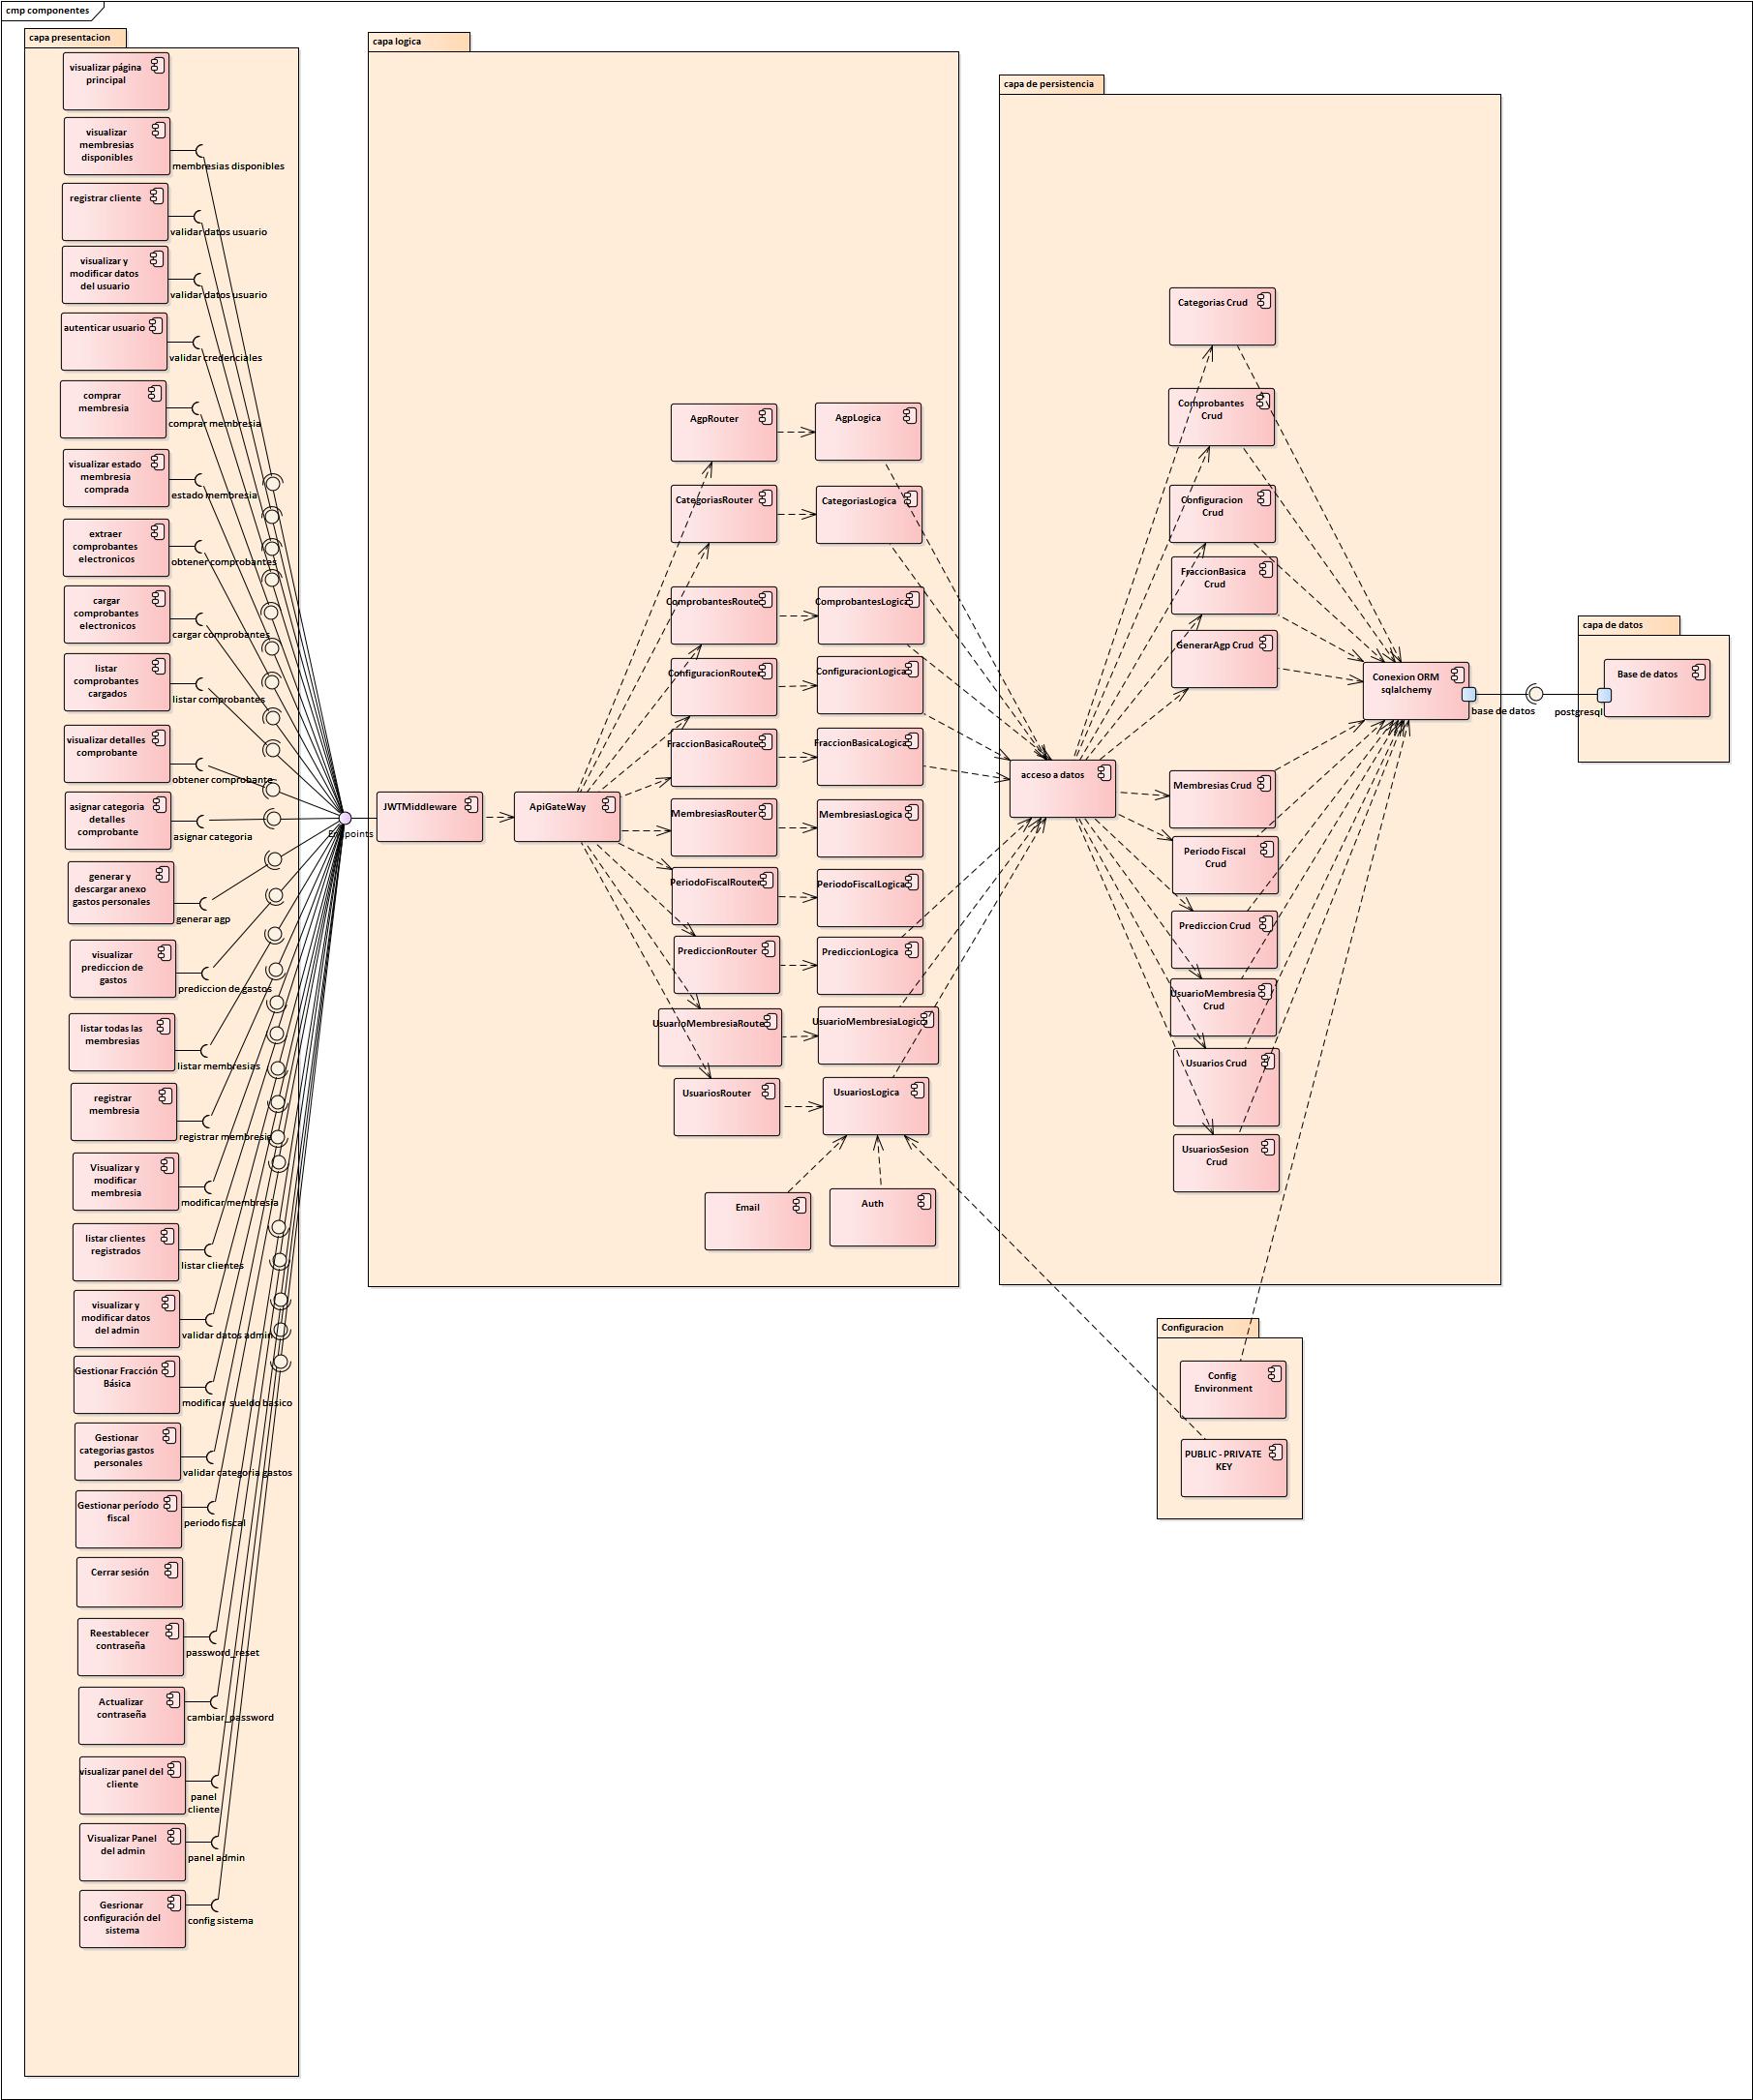 cmp componentes
capa presentacion
visualizar página
principal
visualizar
membresias
disponibles
membresias disponibles
registrar cliente
validar datos usuario
visualizar y
modificar datos
del usuario
validar datos usuario
autenticar usuario
validar credenciales
comprar
membresia
comprar membresia
visualizar estado
membresia
comprada
estado membresia
extraer
comprobantes
electronicos
obtener comprobantes
cargar
comprobantes
electronicos
cargar comprobantes
listar
comprobantes
cargados
listar comprobantes
visualizar detalles
comprobante
obtener comprobante
asignar categoria
detalles
comprobante
asignar categoria
generar y
descargar anexo
gastos personales
generar agp
visualizar
prediccion de
gastos
prediccion de gastos
listar todas las
membresias
listar membresias
registrar
membresia
registrar membresia
Visualizar y
modificar
membresia
modificar membresia
listar clientes
registrados
listar clientes
visualizar y
modificar datos
del admin
validar datos admin
Gestionar Fracción
Básica
modificar sueldo basico
Gestionar
categorias gastos
personales
validar categoria gastos
Gestionar período
fiscal
periodo fiscal
Cerrar sesión
Reestablecer
contraseña
password_reset
Actualizar
contraseña
cambiar_password
visualizar panel del
cliente
panel
cliente
Visualizar Panel
del admin
panel admin
Gesrionar
configuración del
sistema
config sistema
Endpoints
capa logica
JWTMiddleware
ApiGateWay
AgpRouter
AgpLogica
CategoriasRouter
CategoriasLogica
ComprobantesRouter
ComprobantesLogica
ConfiguracionRouter
ConfiguracionLogica
FraccionBasicaRouter
FraccionBasicaLogica
MembresiasRouter
MembresiasLogica
PeriodoFiscalRouter
PeriodoFiscalLogica
PrediccionRouter
PrediccionLogica
UsuarioMembresiaRouter
UsuarioMembresiaLogica
UsuariosRouter
UsuariosLogica
Email
Auth
capa de persistencia
acceso a datos
Categorias Crud
Comprobantes
Crud
Configuracion
Crud
FraccionBasica
Crud
GenerarAgp Crud
Membresias Crud
Periodo Fiscal
Crud
Prediccion Crud
UsuarioMembresia
Crud
Usuarios Crud
UsuariosSesion
Crud
Conexion ORM
sqlalchemy
base de datos
postgresql
capa de datos
Base de datos
Configuracion
Config
Environment
PUBLIC - PRIVATE
KEY